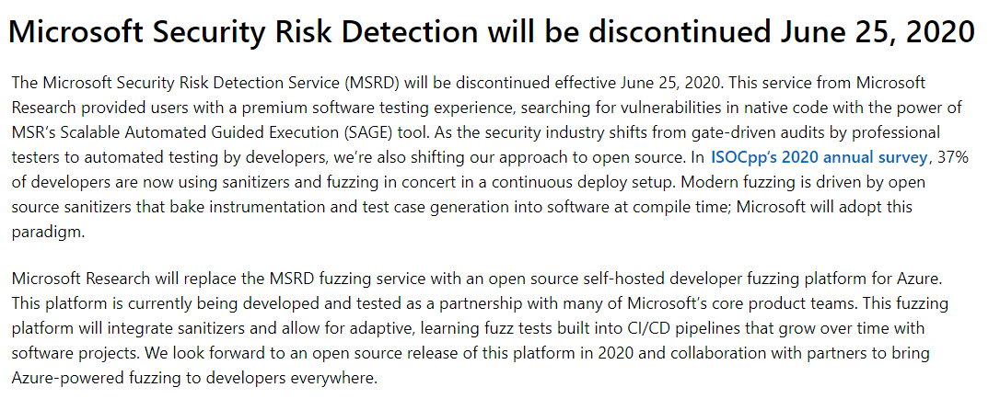 Microsoft Security Risk Detection will be discontinued June 25, 2020
The Microsoft Security Risk Detection Service (MSRD) will be discontinued effective June 25, 2020. This service from Microsoft
Research provided users with a premium software testing experience, searching for vulnerabilities in native code with the power of
MSR’s Scalable Automated Guided Execution (SAGE) tool. As the security industry shifts from gate-driven audits by professional
testers to automated testing by developers, we’re also shifting our approach to open source. In ISOCpp’s 2020 annual survey, 37%
of developers are now using sanitizers and fuzzing in concert in a continuous deploy setup. Modern fuzzing is driven by open
source sanitizers that bake instrumentation and test case generation into software at compile time; Microsoft will adopt this
paradigm.
Microsoft Research will replace the MSRD fuzzing service with an open source self-hosted developer fuzzing platform for Azure.
This platform is currently being developed and tested as a partnership with many of Microsoft’s core product teams. This fuzzing
platform will integrate sanitizers and allow for adaptive, learning fuzz tests built into CI/CD pipelines that grow over time with
software projects. We look forward to an open source release of this platform in 2020 and collaboration with partners to bring
Azure-powered fuzzing to developers everywhere.